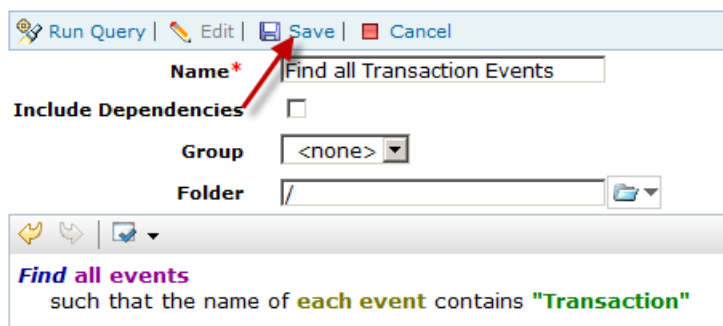 Run Query | Edit | Save | Cancel
Name* Find all Transaction Events
Include Dependencies
Group <none>
Folder /
Find all events
such that the name of each event contains "Transaction"